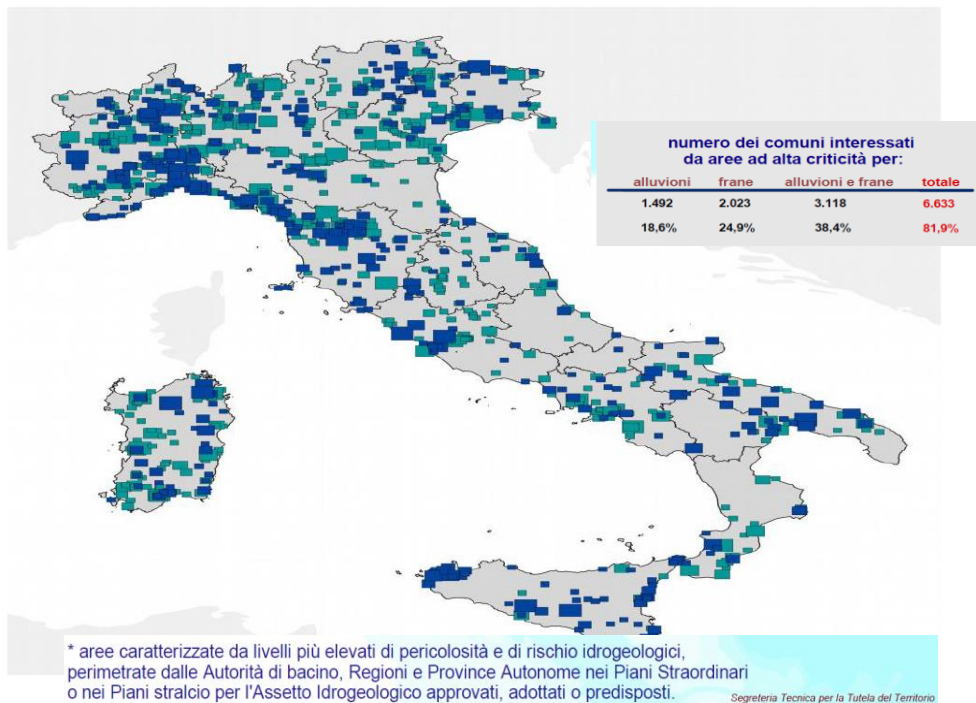 numero dei comuni interessati
da aree ad alta criticità per:
alluvioni frane alluvioni e frane totale
1.492 2.023 3.118 6.633
18,6% 24,9% 38,4% 81,9%
* aree caratterizzate da livelli più elevati di pericolosità e di rischio idrogeologici,
perimetrate dalle Autorità di bacino, Regioni e Province Autonome nei Piani Straordinari
o nei Piani stralcio per l'Assetto Idrogeologico approvati, adottati o predisposti.
Segreteria Tecnica per la Tutela del Territorio